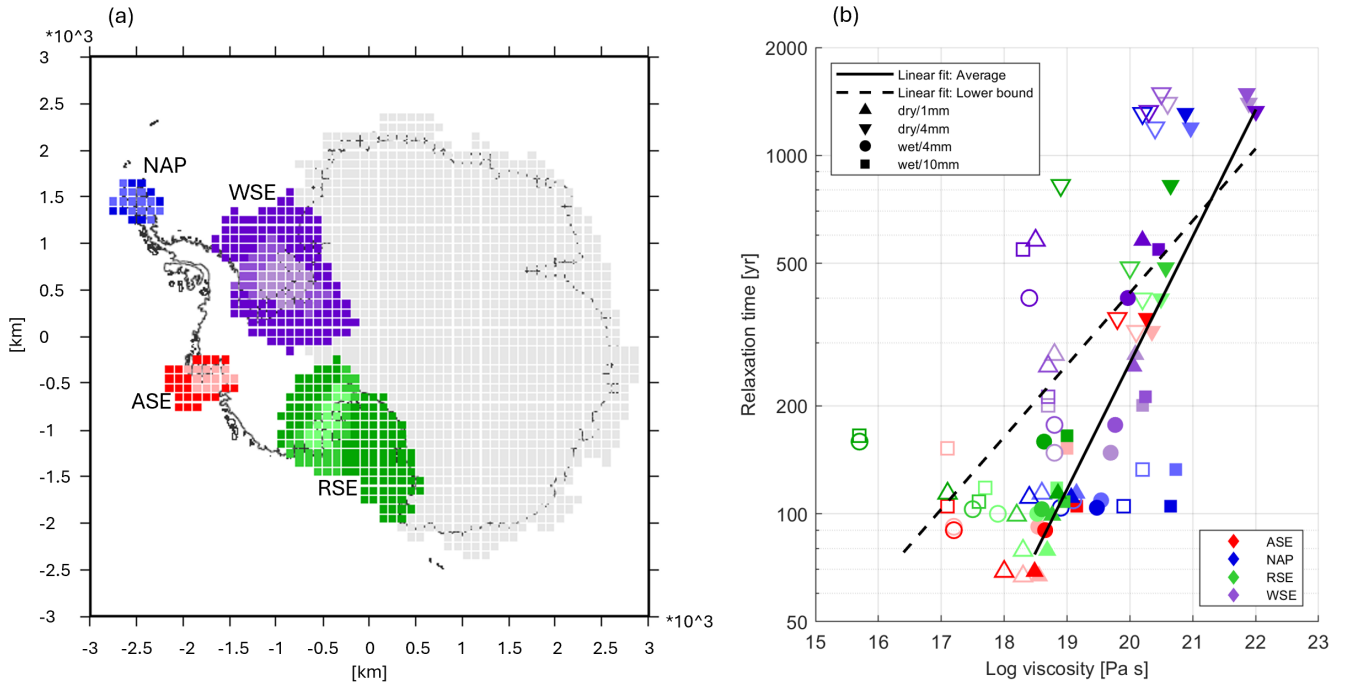 (a)
*10^3
3
2.5
2
1.5
1
0.5
0
-0.5
-1
-1.5
-2
-2.5
-3
[km]
NAP
WSE
ASE
RSE
-3 -2.5 -2 -1.5 -1 -0.5 0 0.5 1 1.5 2 2.5 3
*10^3
[km]
(b)
2000
1000
500
200
100
50
Relaxation time [yr]
Linear fit: Average
Linear fit: Lower bound
dry/1mm
dry/4mm
wet/4mm
wet/10mm
ASE
NAP
RSE
WSE
15 16 17 18 19 20 21 22 23
Log viscosity [Pa s]